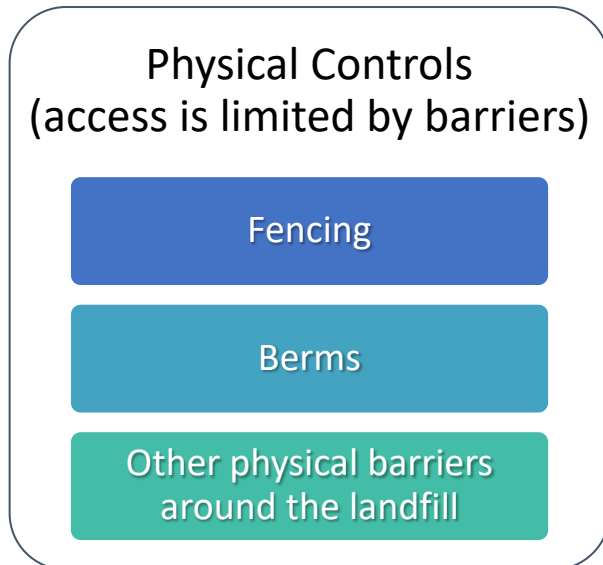 Physical Controls
(access is limited by barriers)
Fencing
Berms
Other physical barriers
around the landfill